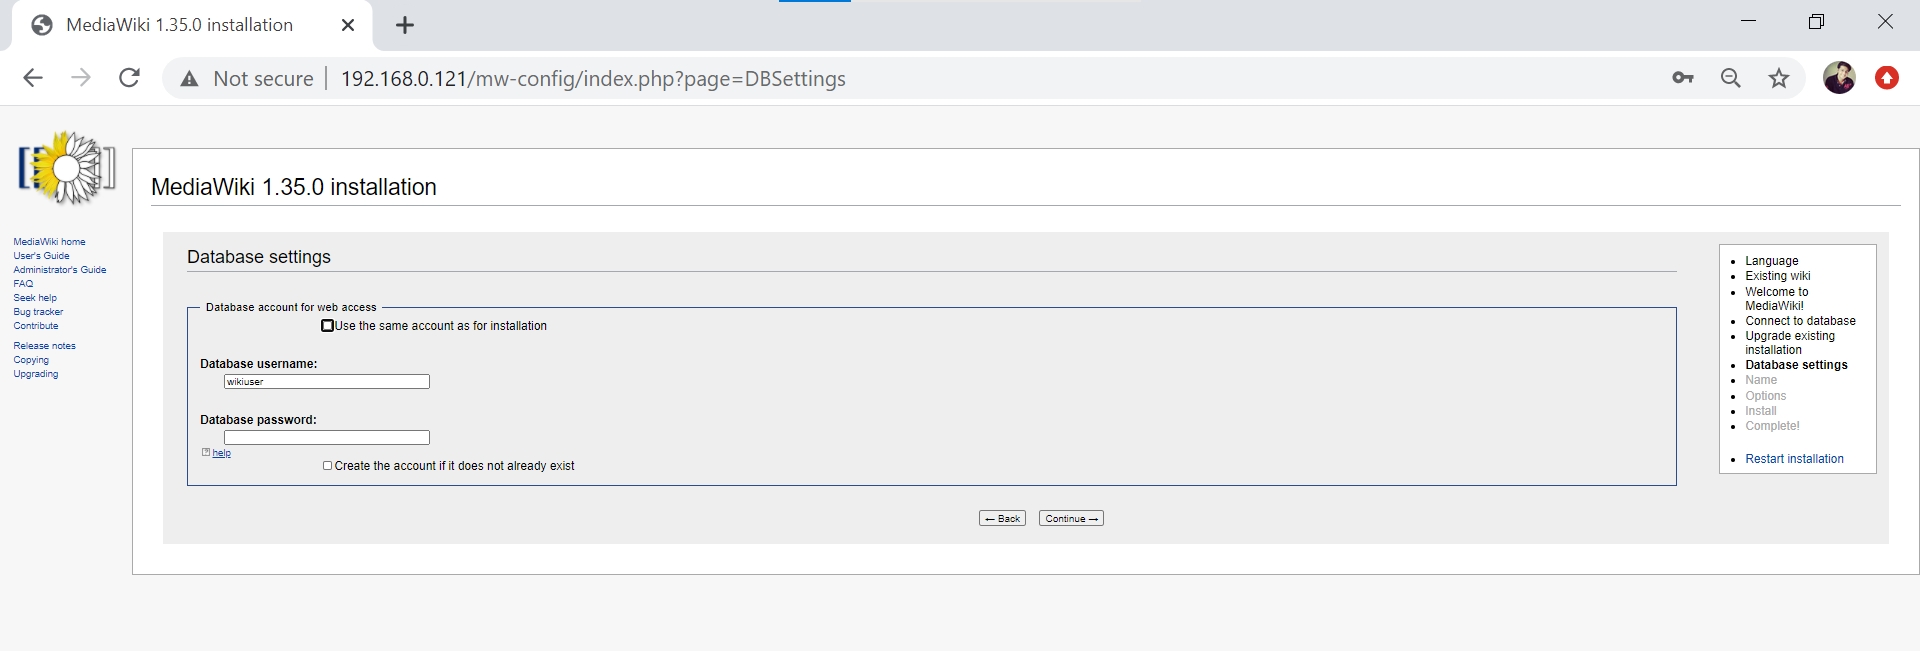 MediaWiki 1.35.0 installation
Not secure
192.168.0.121/mw-config/index.php?page=DBSettings
MediaWiki home
User's Guide
Administrator's Guide
FAQ
Seek help
Bug tracker
Contribute
Release notes
Copying
Upgrading
MediaWiki 1.35.0 installation
Database settings
Database account for web access
Use the same account as for installation
Database username:
wikiuser
Database password:
help
Create the account if it does not already exist
← Back
Continue →
Language
Existing wiki
Welcome to
MediaWiki!
Connect to database
Upgrade existing
installation
Database settings
Name
Options
Install
Complete!
Restart installation